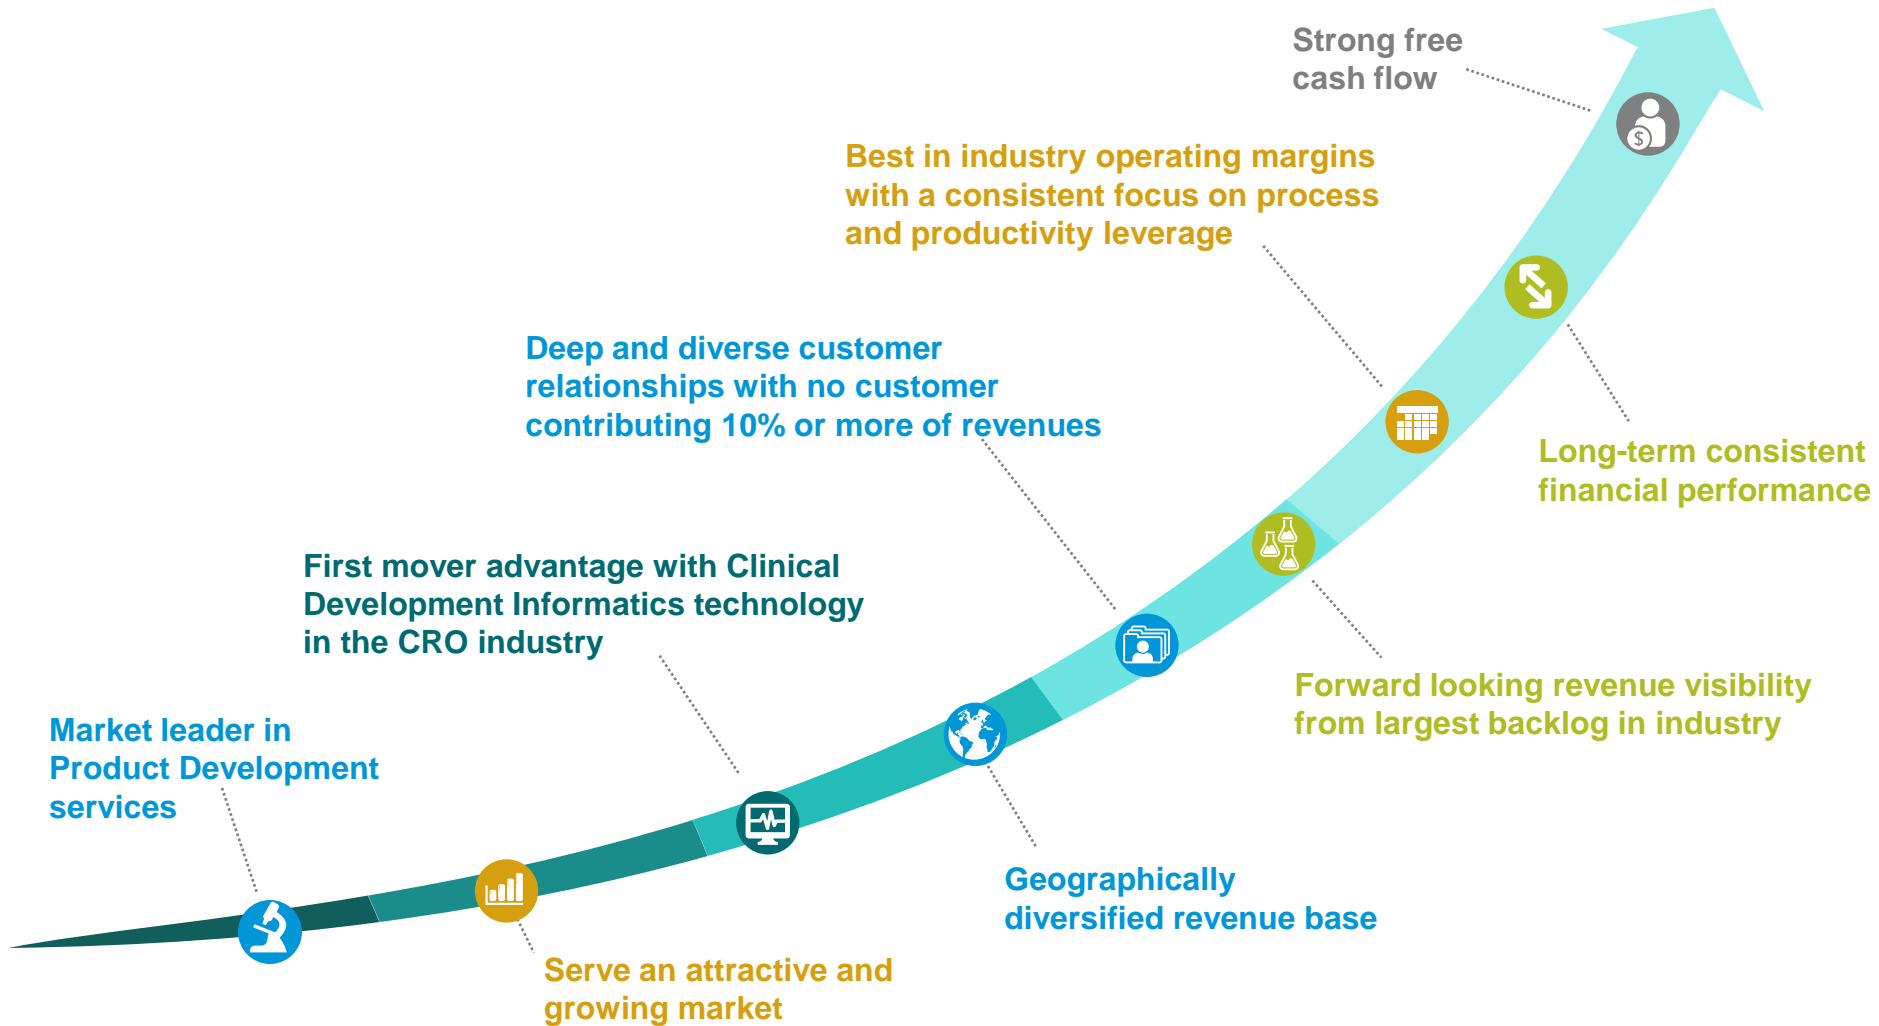 Strong free
cash flow
$
Best in industry operating margins
with a consistent focus on process
and productivity leverage
Deep and diverse customer
relationships with no customer
contributing 10% or more of revenues
Long-term consistent
financial performance
First mover advantage with Clinical
Development Informatics technology
in the CRO industry
Forward looking revenue visibility
from largest backlog in industry
Market leader in
Product Development
services
Geographically
diversified revenue base
Serve an attractive and
growing market